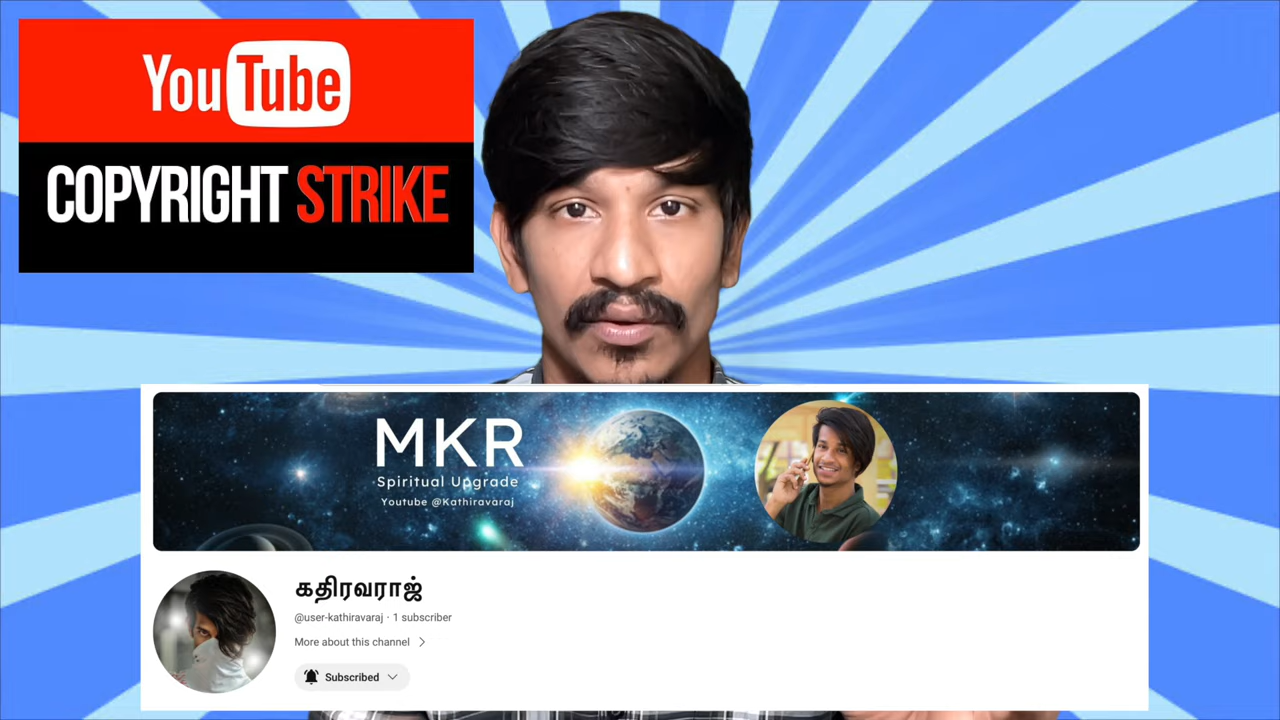 YouTube
COPYRIGHT STRIKE
MKR
Spiritual Upgrade
Youtube @Kathiravaraj
கதிரவராஜ்
@user-kathiravaraj · 1 subscriber
More about this channel
Subscribed